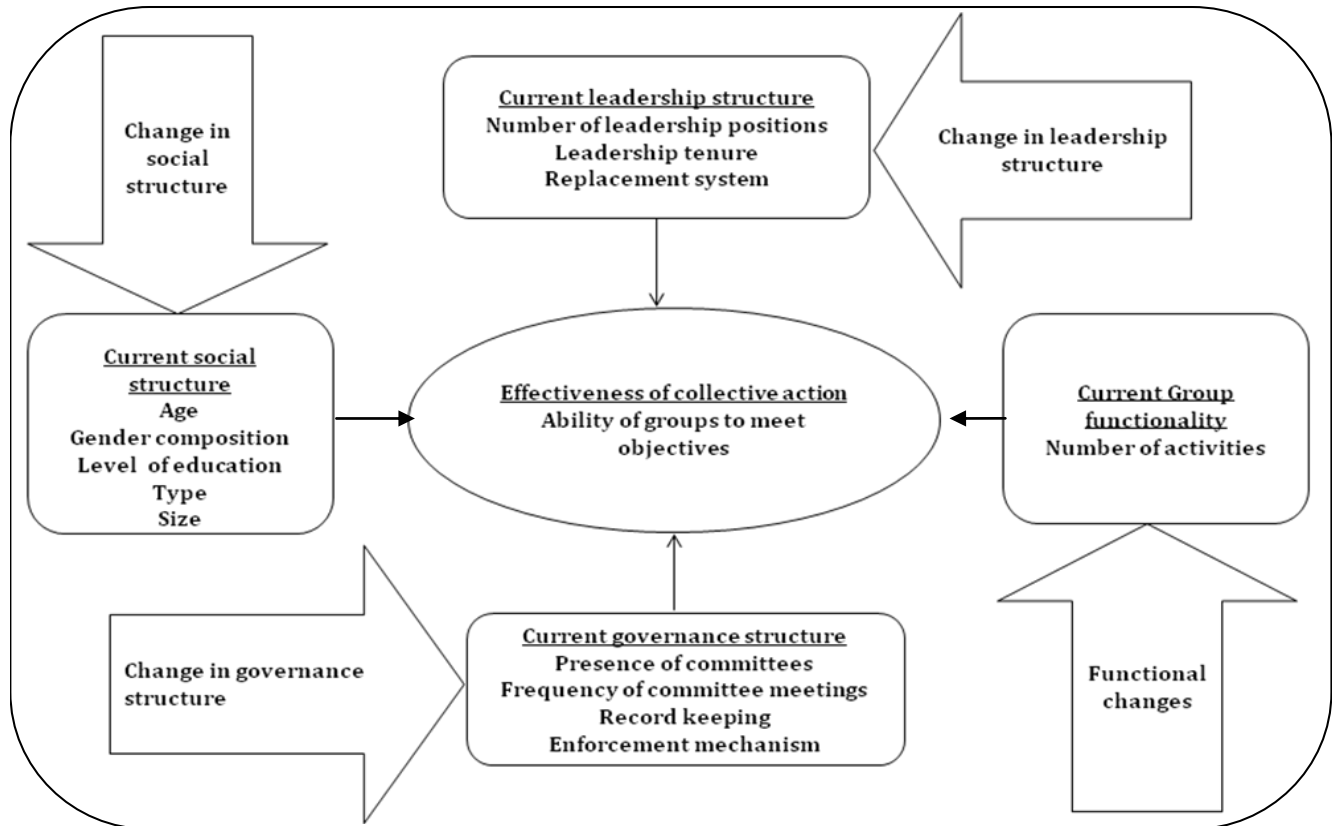 Change in
social
structure
Current leadership structure
Number of leadership positions
Leadership tenure
Replacement system
Change in leadership
structure
Current social
structure
Age
Gender composition
Level of education
Type
Size
Effectiveness of collective action
Ability of groups to meet
objectives
Current Group
functionality
Number of activities
Change in governance
structure
Current governance structure
Presence of committees
Frequency of committee meetings
Record keeping
Enforcement mechanism
Functional
changes